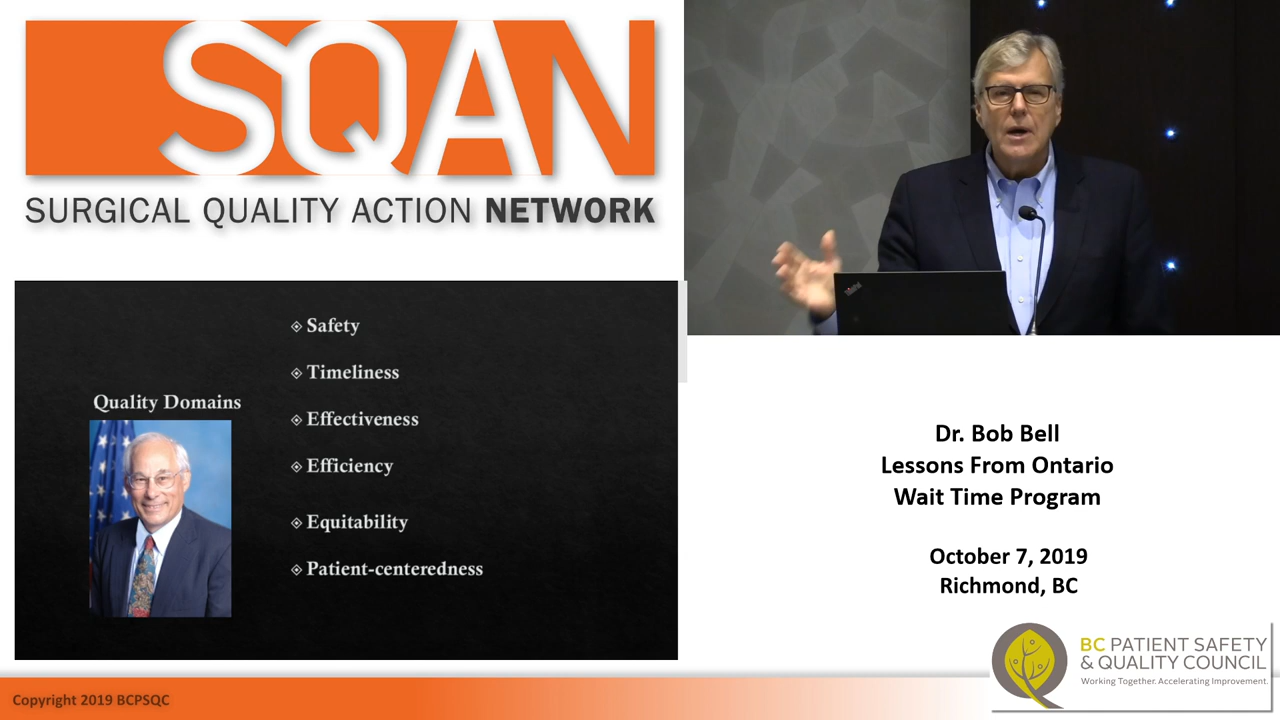 SQAN
SURGICAL QUALITY ACTION NETWORK
Quality Domains
Safety
Timeliness
Effectiveness
Efficiency
Equitability
Patient-centeredness
ThinkPad
Dr. Bob Bell
Lessons From Ontario
Wait Time Program
October 7, 2019
Richmond, BC
BC PATIENT SAFETY
& QUALITY COUNCIL
Working Together. Accelerating Improvement.
Copyright 2019 BCPSQC